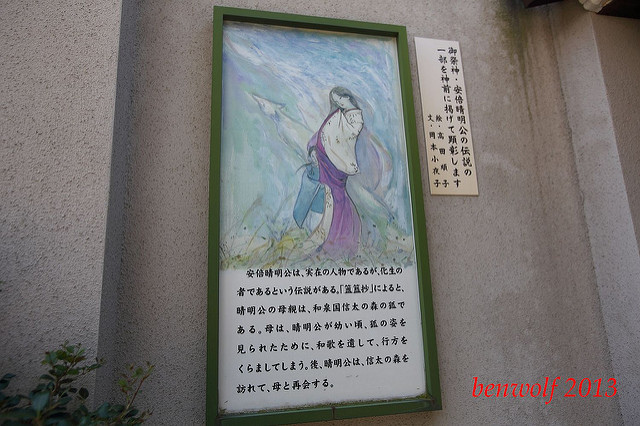 御祭神・安倍晴明公の伝説の
一部を神前に掲げて顕彰します
絵・高田順子
文・岡本小夜子
安倍晴明公は、実在の人物であるが、化生の
者であるという伝説がある。「簠簋抄」によると、
晴明公の母親は、和泉国信太の森の狐で
ある。母は、晴明公が幼い頃、狐の姿を
見られたために、和歌を遺して、行方を
くらましてしまう。後、晴明公は、信太の森を
訪れて、母と再会する。
benwolf 2013